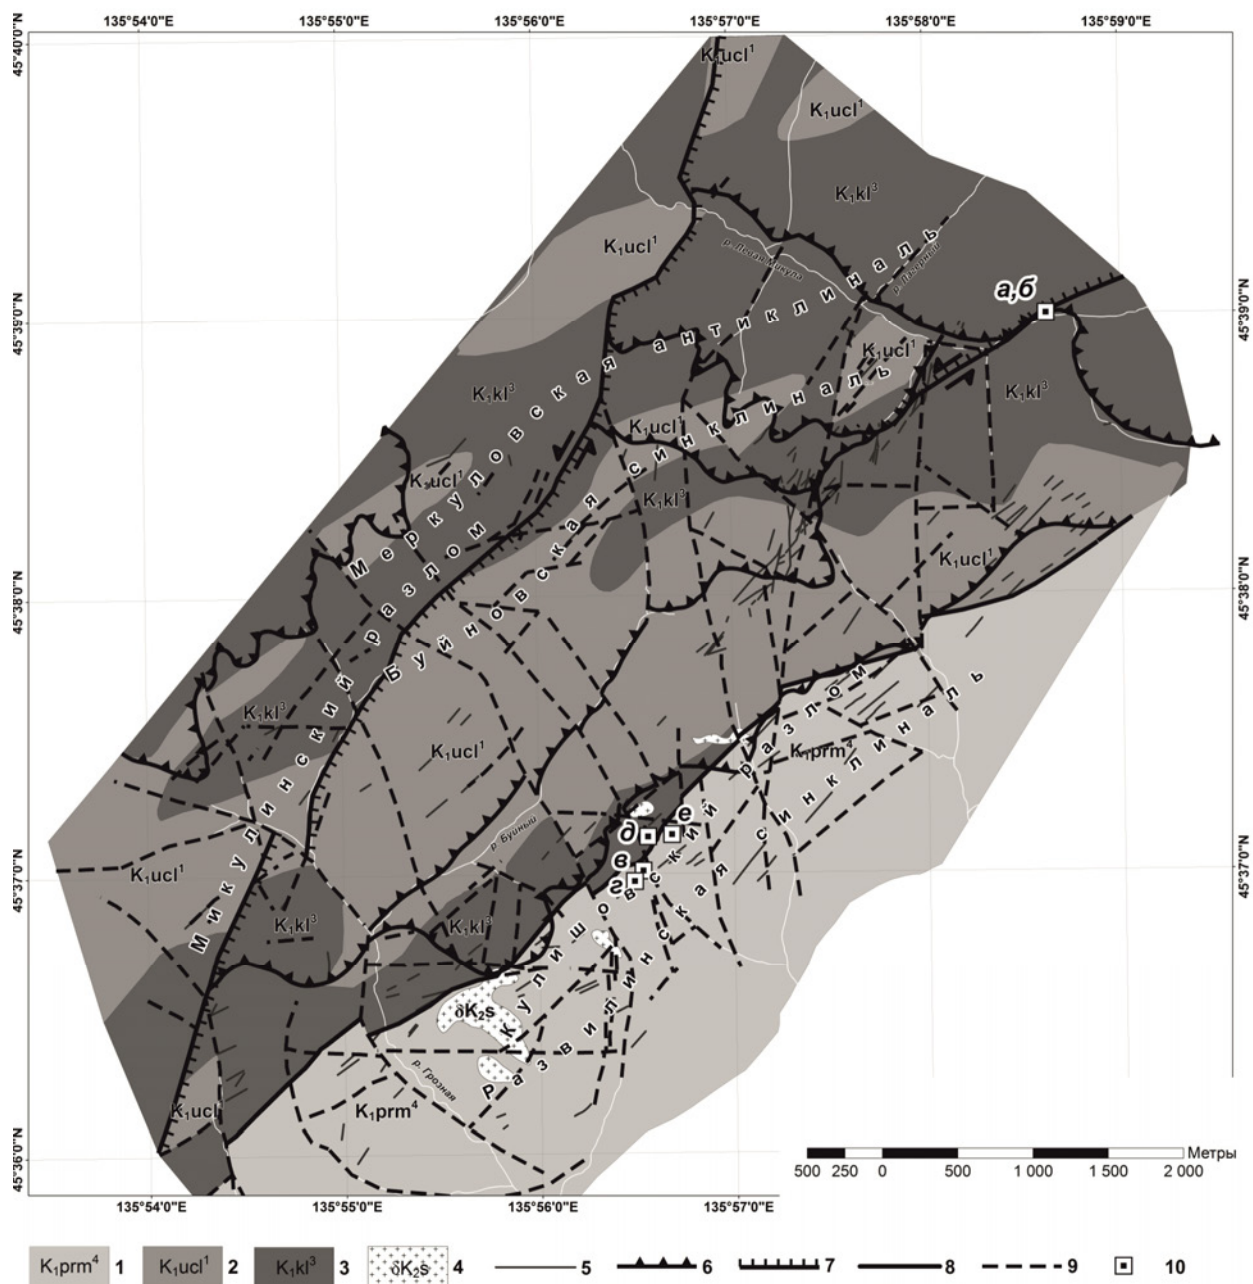 135°54'0"E 135°55'0"E 135°56'0"E 135°57'0"E 135°58'0"E 135°59'0"E
45°40'0"N
K₁ucl¹
K₁ucl¹
K₁kl³
K₁ucl¹
р. Левая Микула
а,б
45°39'0"N 45°39'0"N
K₁ucl¹
K₁kl³
K₁kl³
K₁ucl¹
K₁ucl¹
K₁kl³
Меркуловская антиклиналь
Буйновская синклиналь
Микулинский разлом
K₁ucl¹
45°38'0"N 45°38'0"N
K₁kl³
K₁ucl¹
K₁prm⁴
Кулишовский разлом
Развилинская синклиналь
р. Буйный
д е
в
г
45°37'0"N 45°37'0"N
K₁ucl¹
K₁kl³
K₁kl³
δK₂s
р. Грозная
K₁ucl
K₁prm⁴
45°36'0"N
500 250 0 500 1 000 1 500 2 000 Метры
135°54'0"E 135°55'0"E 135°56'0"E 135°57'0"E
K₁prm⁴ 1 K₁ucl¹ 2 K₁kl³ 3 δK₂s 4 5 6 7 8 9 10